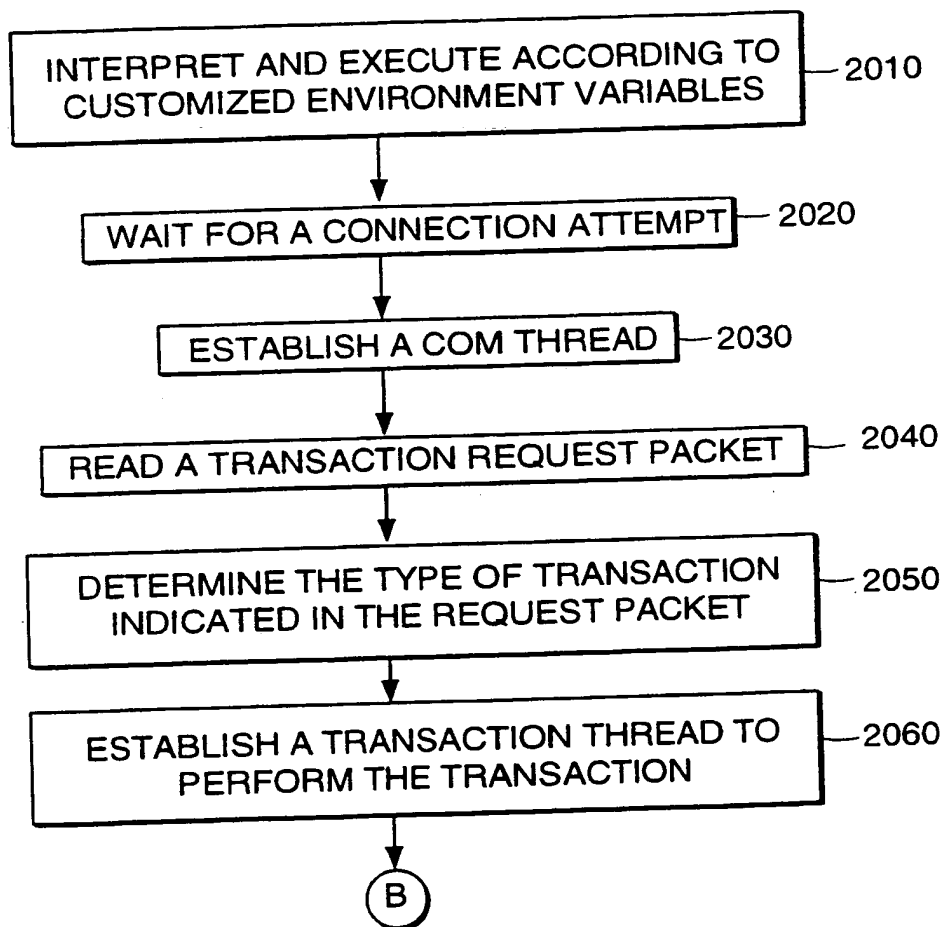 INTERPRET AND EXECUTE ACCORDING TO
CUSTOMIZED ENVIRONMENT VARIABLES
2010
WAIT FOR A CONNECTION ATTEMPT
2020
ESTABLISH A COM THREAD
2030
READ A TRANSACTION REQUEST PACKET
2040
DETERMINE THE TYPE OF TRANSACTION
INDICATED IN THE REQUEST PACKET
2050
ESTABLISH A TRANSACTION THREAD TO
PERFORM THE TRANSACTION
2060
B